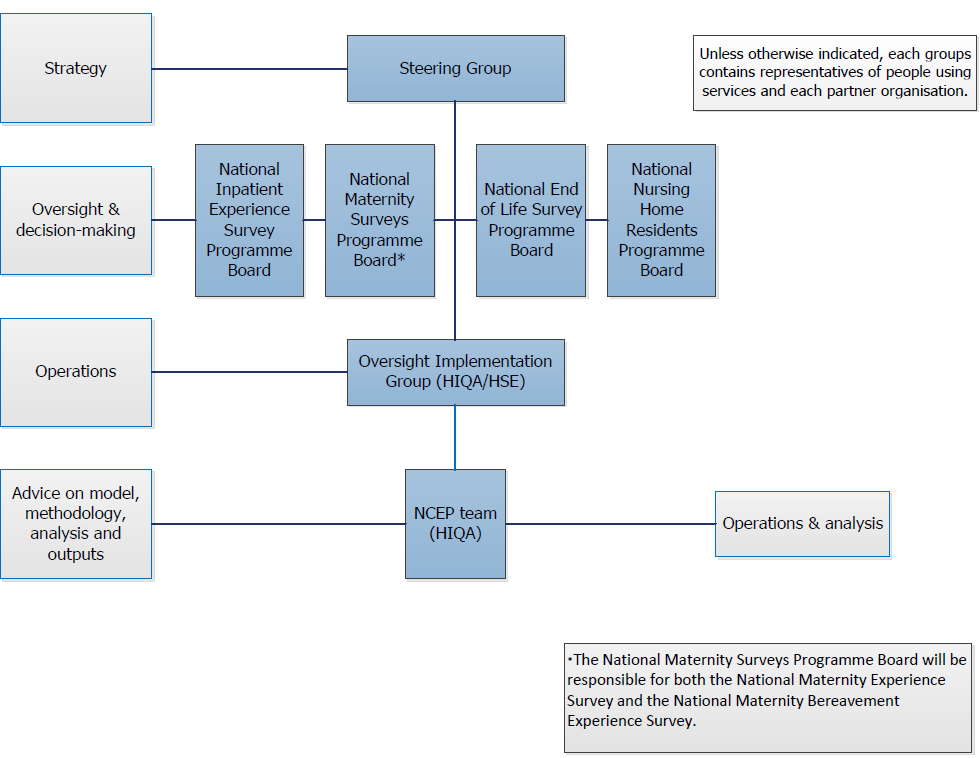 Strategy
Steering Group
Unless otherwise indicated, each groups
contains representatives of people using
services and each partner organisation.
Oversight &
decision-making
National
Inpatient
Experience
Survey
Programme
Board
National
Maternity
Surveys
Programme
Board*
National End
of Life Survey
Programme
Board
National
Nursing
Home
Residents
Programme
Board
Operations
Oversight Implementation
Group (HIQA/HSE)
Advice on model,
methodology,
analysis and
outputs
NCEP team
(HIQA)
Operations & analysis
*The National Maternity Surveys Programme Board will be
responsible for both the National Maternity Experience
Survey and the National Maternity Bereavement
Experience Survey.